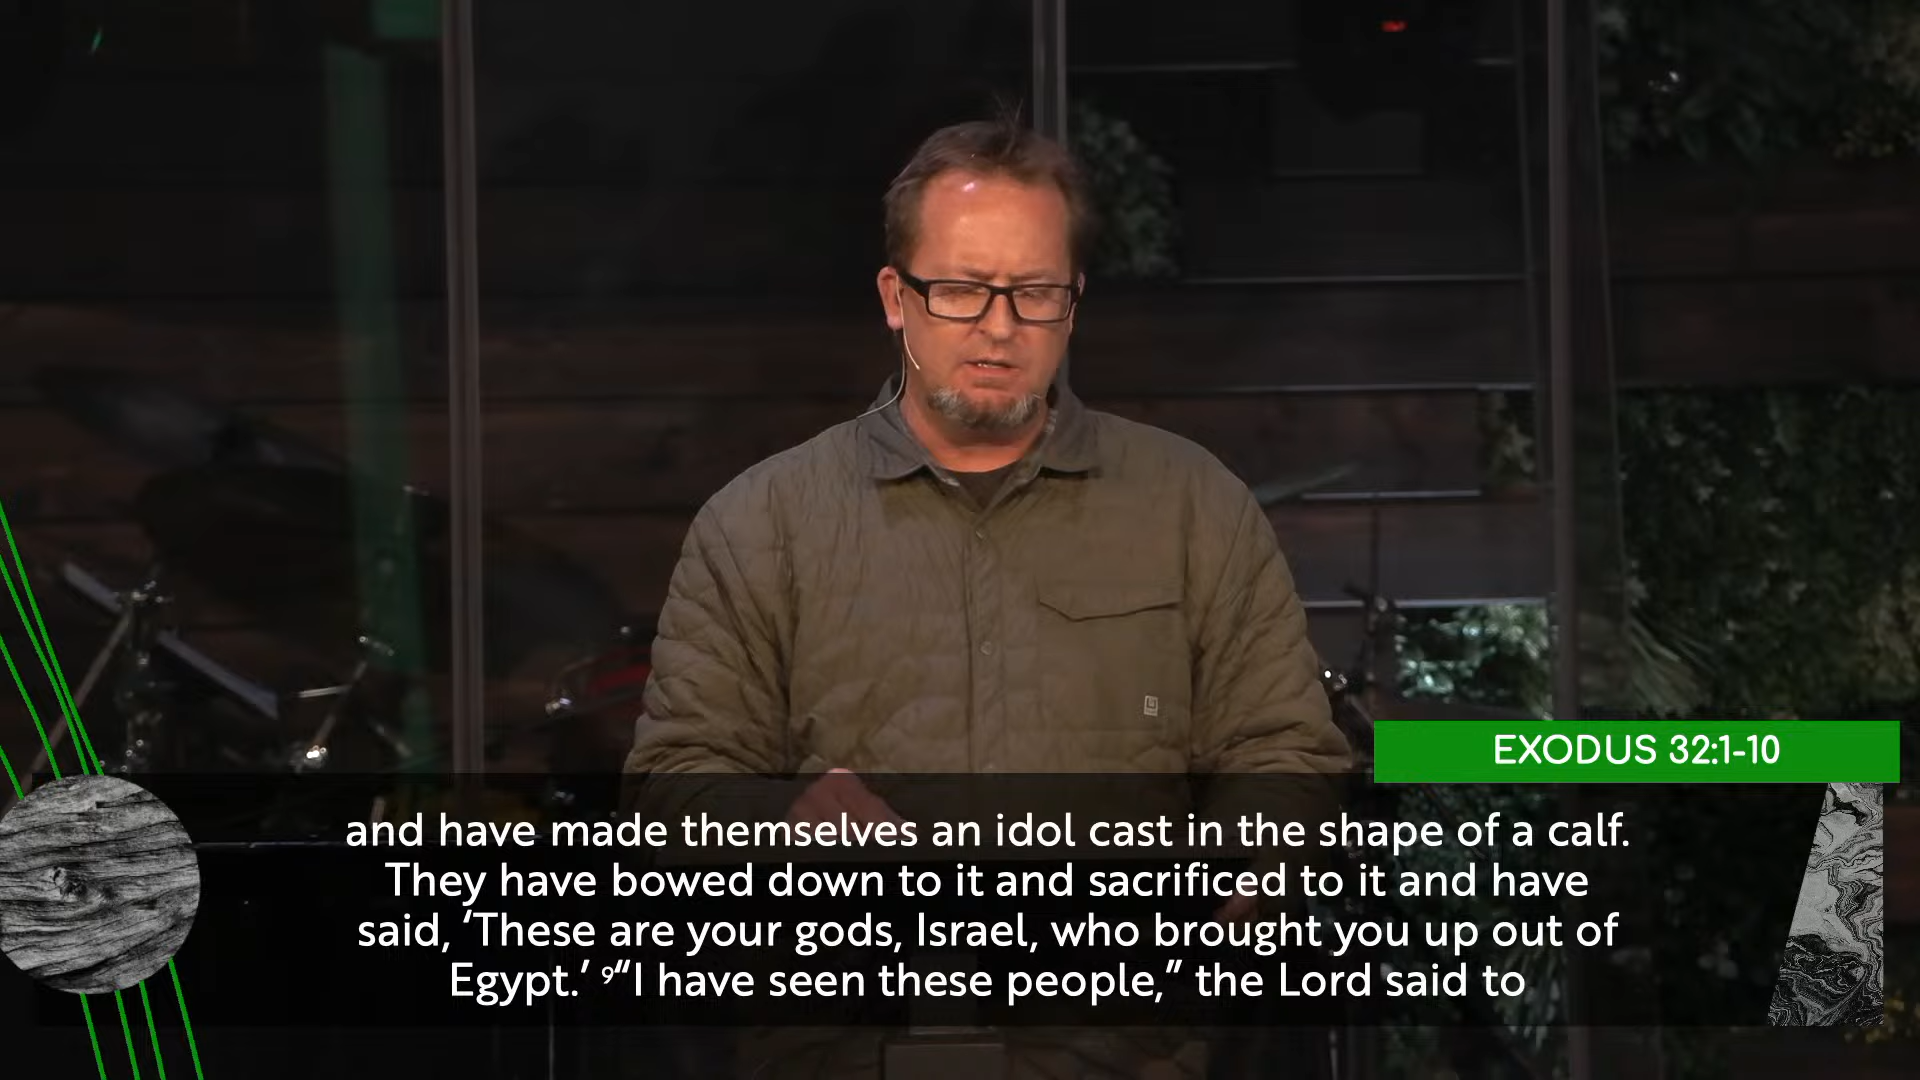 EXODUS 32:1-10
and have made themselves an idol cast in the shape of a calf.
They have bowed down to it and sacrificed to it and have
said, ‘These are your gods, Israel, who brought you up out of
Egypt.’ ⁹“I have seen these people,” the Lord said to